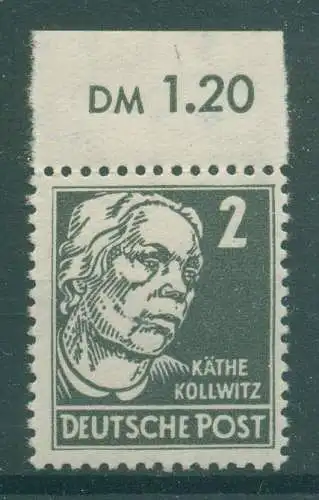 DM 1.20
2
KÄTHE
KOLLWITZ
DEUTSCHE POST